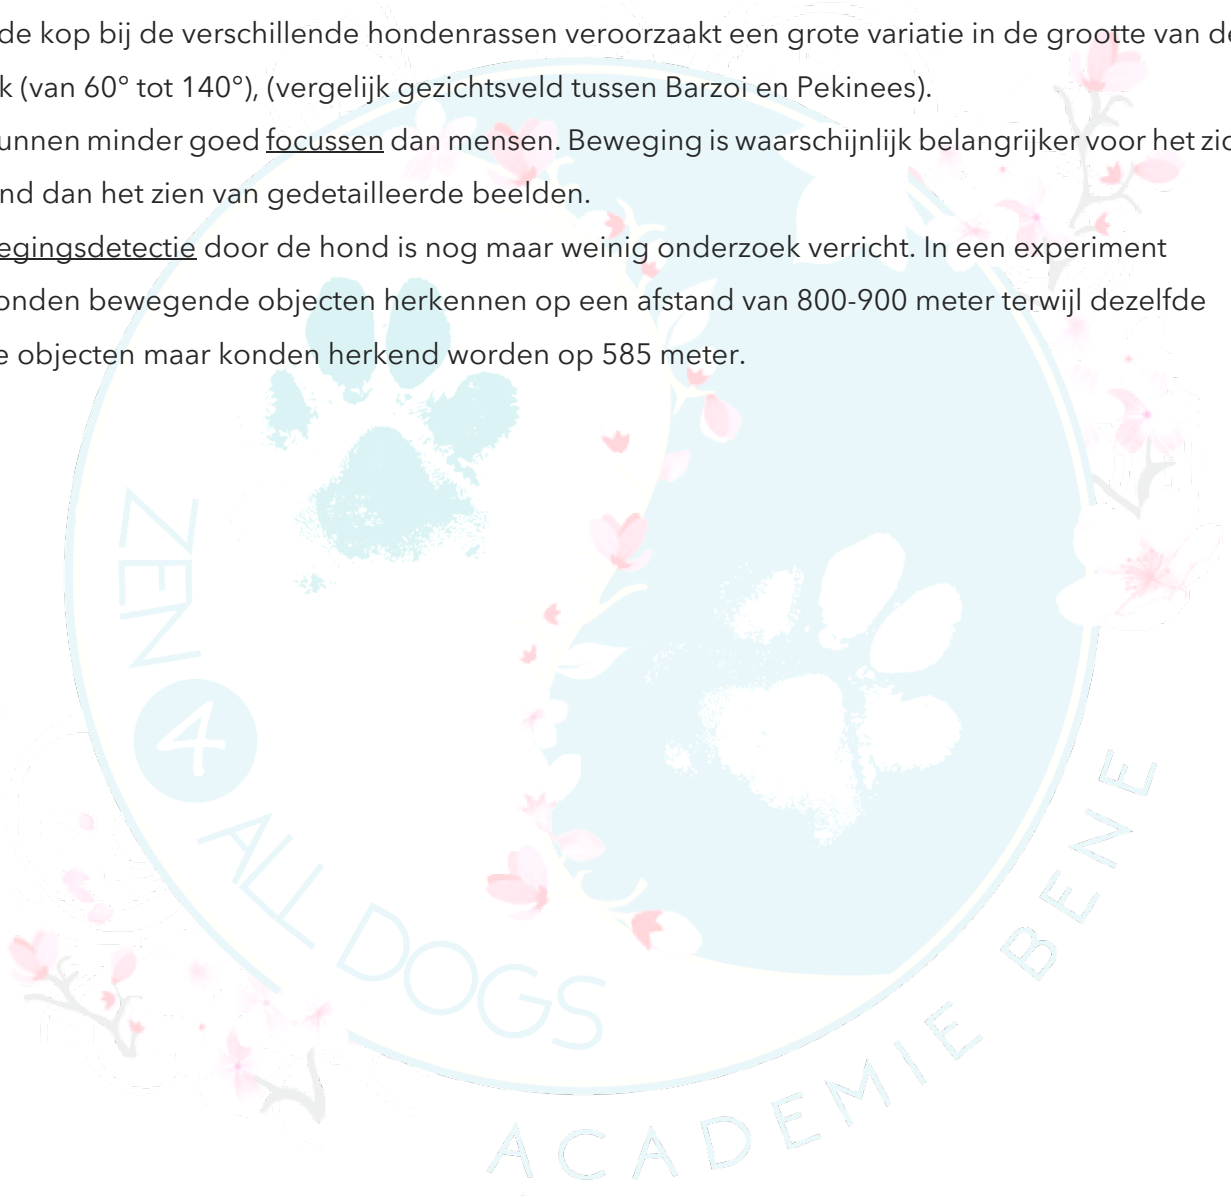 de kop bij de verschillende hondenrassen veroorzaakt een grote variatie in de grootte van de
k (van 60° tot 140°), (vergelijk gezichtsveld tussen Barzoi en Pekinees).
unnen minder goed focussen dan mensen. Beweging is waarschijnlijk belangrijker voor het zic
nd dan het zien van gedetailleerde beelden.
egingsdetectie door de hond is nog maar weinig onderzoek verricht. In een experiment
onden bewegende objecten herkennen op een afstand van 800-900 meter terwijl dezelfde
e objecten maar konden herkend worden op 585 meter.
ZEN 4 ALL DOGS
ACADEMIE BENE